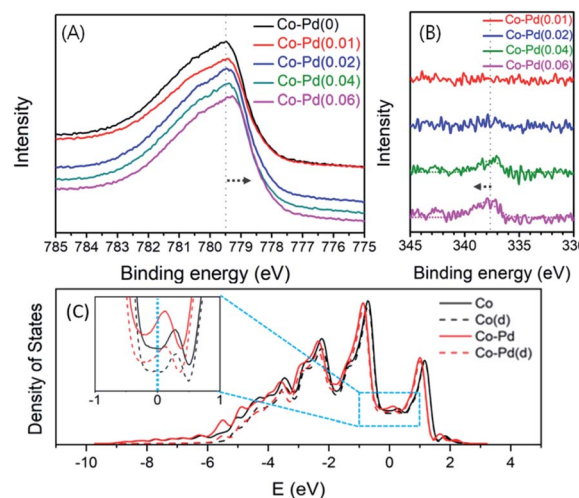 (A)
Co-Pd(0)
Co-Pd(0.01)
Co-Pd(0.02)
Co-Pd(0.04)
Co-Pd(0.06)
Intensity
785 784 783 782 781 780 779 778 777 776 775
Binding energy (eV)
(B)
Co-Pd(0.01)
Co-Pd(0.02)
Co-Pd(0.04)
Co-Pd(0.06)
Intensity
345 340 335 330
Binding energy (eV)
(C)
Co
Co(d)
Co-Pd
Co-Pd(d)
-1 0 1
Density of States
-10 -8 -6 -4 -2 0 2 4
E (eV)